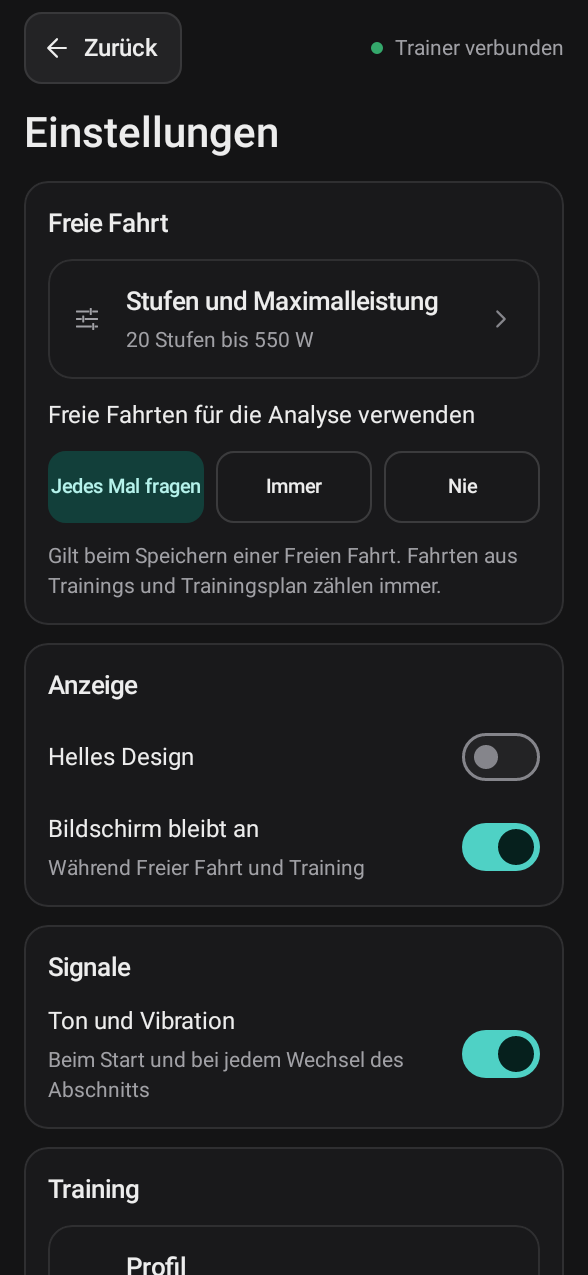 Zurück
Trainer verbunden
Einstellungen
Freie Fahrt
Stufen und Maximalleistung
20 Stufen bis 550 W
Freie Fahrten für die Analyse verwenden
Jedes Mal fragen
Immer
Nie
Gilt beim Speichern einer Freien Fahrt. Fahrten aus
Trainings und Trainingsplan zählen immer.
Anzeige
Helles Design
Bildschirm bleibt an
Während Freier Fahrt und Training
Signale
Ton und Vibration
Beim Start und bei jedem Wechsel des
Abschnitts
Training
Profil